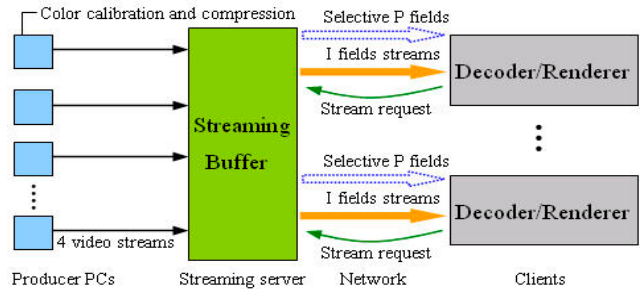 Color calibration and compression
Selective P fields
I fields streams
Stream request
Decoder/Renderer
Streaming
Buffer
Selective P fields
I fields streams
Stream request
Decoder/Renderer
4 video streams
Producer PCs
Streaming server
Network
Clients